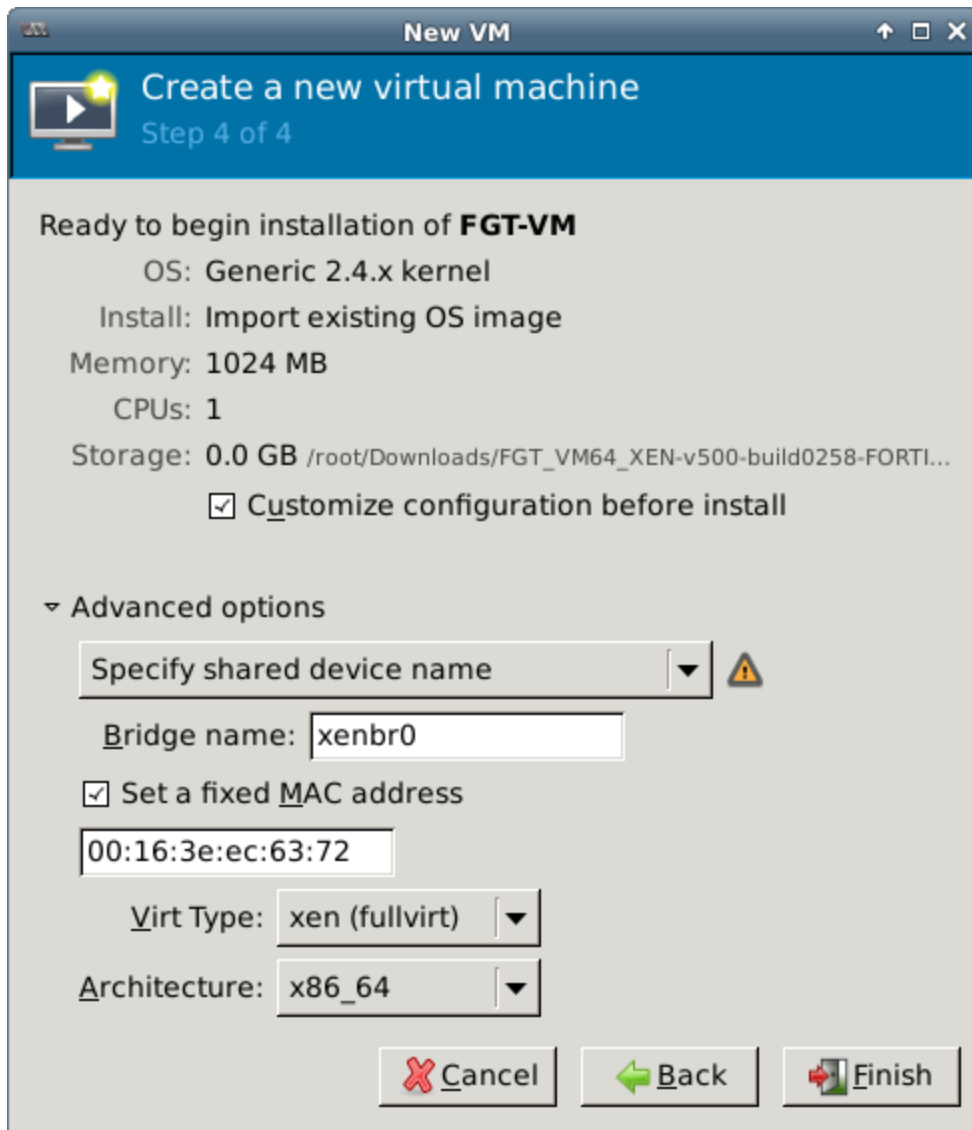 New VM
Create a new virtual machine
Step 4 of 4
Ready to begin installation of FGT-VM
OS: Generic 2.4.x kernel
Install: Import existing OS image
Memory: 1024 MB
CPUs: 1
Storage: 0.0 GB /root/Downloads/FGT_VM64_XEN-v500-build0258-FORTI...
Customize configuration before install
Advanced options
Specify shared device name
Bridge name: xenbr0
Set a fixed MAC address
00:16:3e:ec:63:72
Virt Type: xen (fullvirt)
Architecture: x86_64
Cancel Back Finish